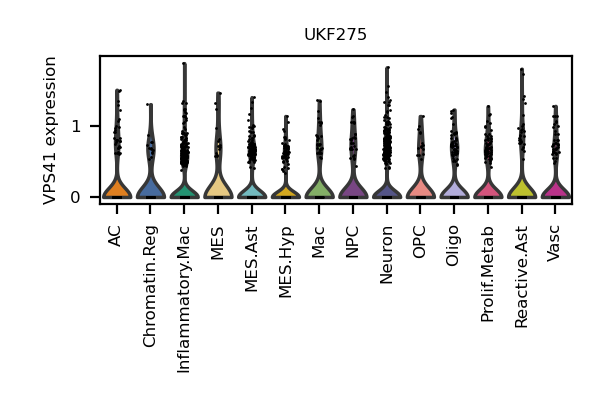 UKF275
VPS41 expression
1
0
AC
Chromatin.Reg
Inflammatory.Mac
MES
MES.Ast
MES.Hyp
Mac
NPC
Neuron
OPC
Oligo
Prolif.Metab
Reactive.Ast
Vasc